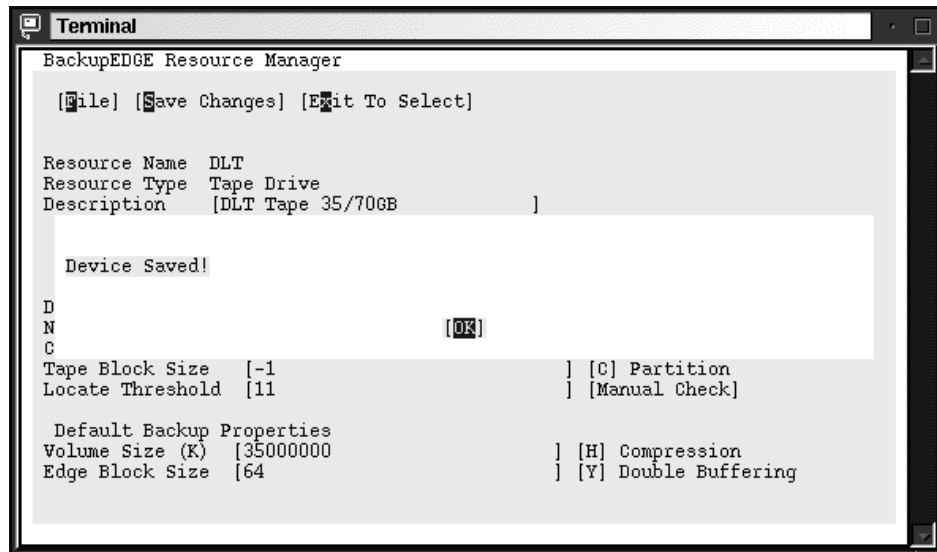 Terminal
BackupEDGE Resource Manager
[File] [Save Changes] [Exit To Select]
Resource Name DLT
Resource Type Tape Drive
Description [DLT Tape 35/70GB ]
Device Saved!
D
N [OK]
C
Tape Block Size [-1 ] [C] Partition
Locate Threshold [11 ] [Manual Check]
Default Backup Properties
Volume Size (K) [35000000 ] [H] Compression
Edge Block Size [64 ] [Y] Double Buffering